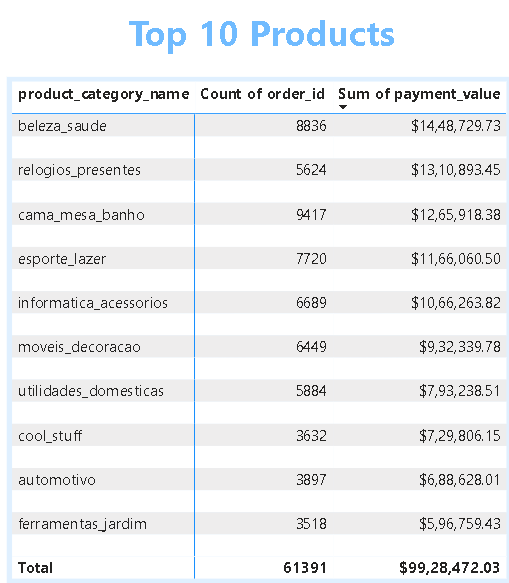 Top 10 Products
product_category_name Count of order_id Sum of payment_value
beleza_saude 8836 $14,48,729.73
relogios_presentes 5624 $13,10,893.45
cama_mesa_banho 9417 $12,65,918.38
esporte_lazer 7720 $11,66,060.50
informatica_acessorios 6689 $10,66,263.82
moveis_decoracao 6449 $9,32,339.78
utilidades_domesticas 5884 $7,93,238.51
cool_stuff 3632 $7,29,806.15
automotivo 3897 $6,88,628.01
ferramentas_jardim 3518 $5,96,759.43
Total 61391 $99,28,472.03